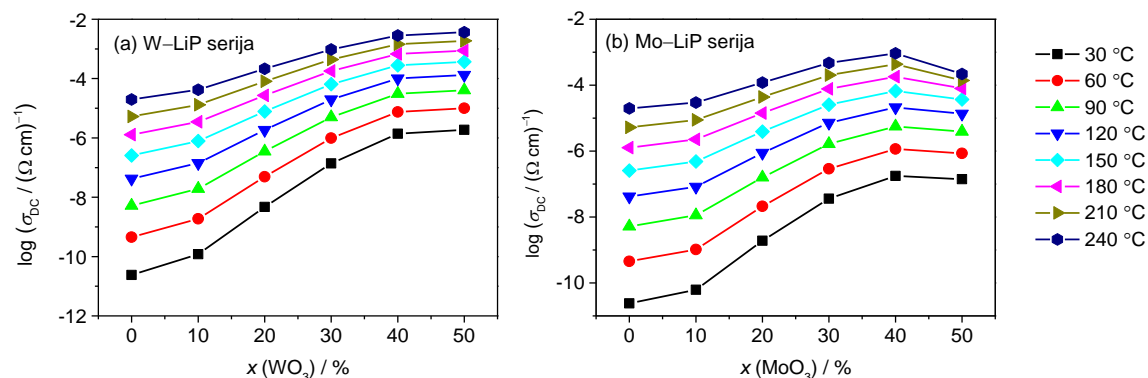 (a) W–LiP serija
log (σDC / (Ω cm)⁻¹)
-2
-4
-6
-8
-10
-12
0 10 20 30 40 50
x (WO₃) / %
(b) Mo–LiP serija
log (σDC / (Ω cm)⁻¹)
-2
-4
-6
-8
-10
0 10 20 30 40 50
x (MoO₃) / %
30 °C
60 °C
90 °C
120 °C
150 °C
180 °C
210 °C
240 °C